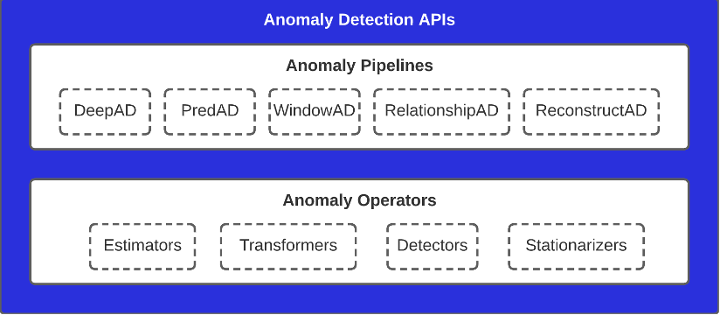 Anomaly Detection APIs
Anomaly Pipelines
DeepAD PredAD WindowAD RelationshipAD ReconstructAD
Anomaly Operators
Estimators Transformers Detectors Stationarizers